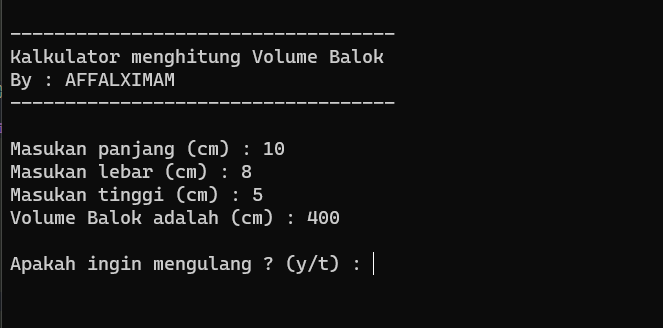 -----------------------------------
Kalkulator menghitung Volume Balok
By : AFFALXIMAM
-----------------------------------
Masukan panjang (cm) : 10
Masukan lebar (cm) : 8
Masukan tinggi (cm) : 5
Volume Balok adalah (cm) : 400
Apakah ingin mengulang ? (y/t) :